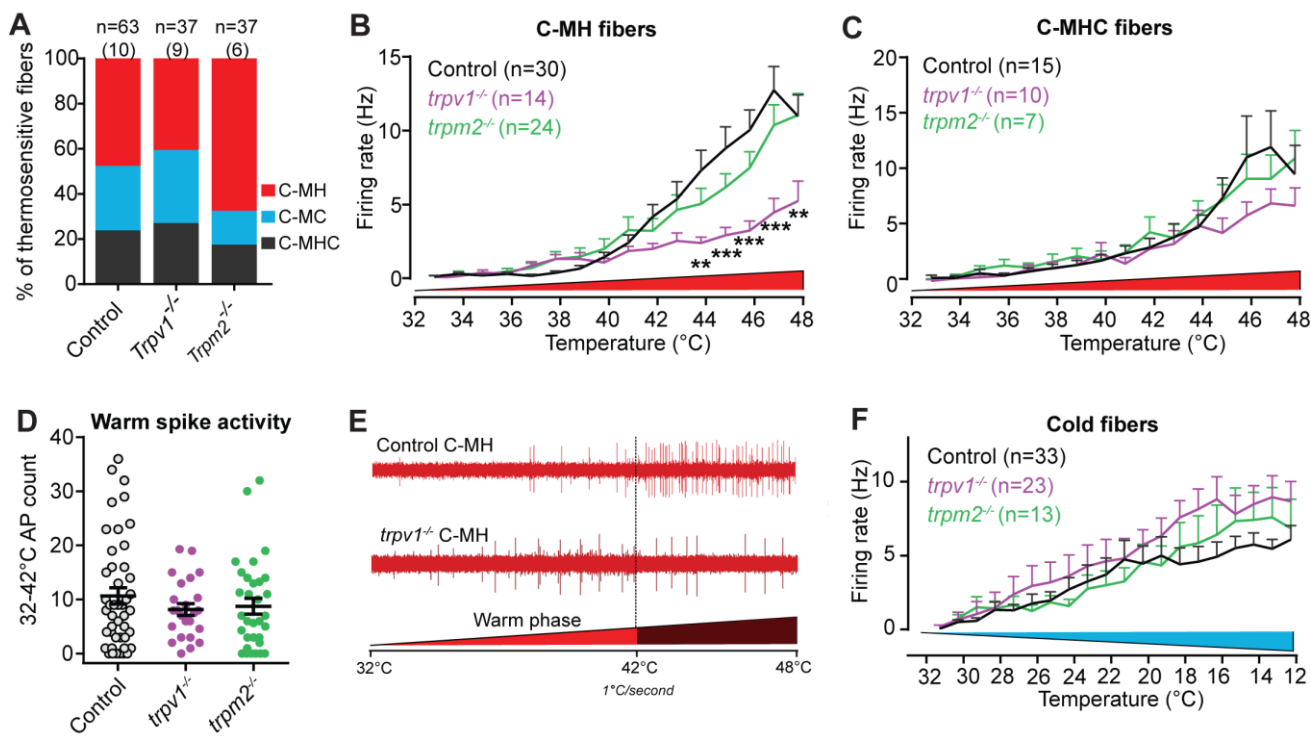 A
n=63
(10)
n=37
(9)
n=37
(6)
% of thermosensitive fibers
100
80
60
40
20
0
Control
Trpv1-/-
Trpm2-/-
C-MH
C-MC
C-MHC
B
C-MH fibers
Control (n=30)
trpv1-/- (n=14)
trpm2-/- (n=24)
Firing rate (Hz)
15
10
5
0
** *** *** *** **
32 34 36 38 40 42 44 46 48
Temperature (°C)
C
C-MHC fibers
Control (n=15)
trpv1-/- (n=10)
trpm2-/- (n=7)
Firing rate (Hz)
20
15
10
5
0
32 34 36 38 40 42 44 46 48
Temperature (°C)
D
Warm spike activity
32-42°C AP count
40
30
20
10
0
Control
trpv1-/-
trpm2-/-
E
Control C-MH
trpv1-/- C-MH
Warm phase
32°C 42°C 48°C
1°C/second
F
Cold fibers
Control (n=33)
trpv1-/- (n=23)
trpm2-/- (n=13)
Firing rate (Hz)
10
5
0
32 30 28 26 24 22 20 18 16 14 12
Temperature (°C)